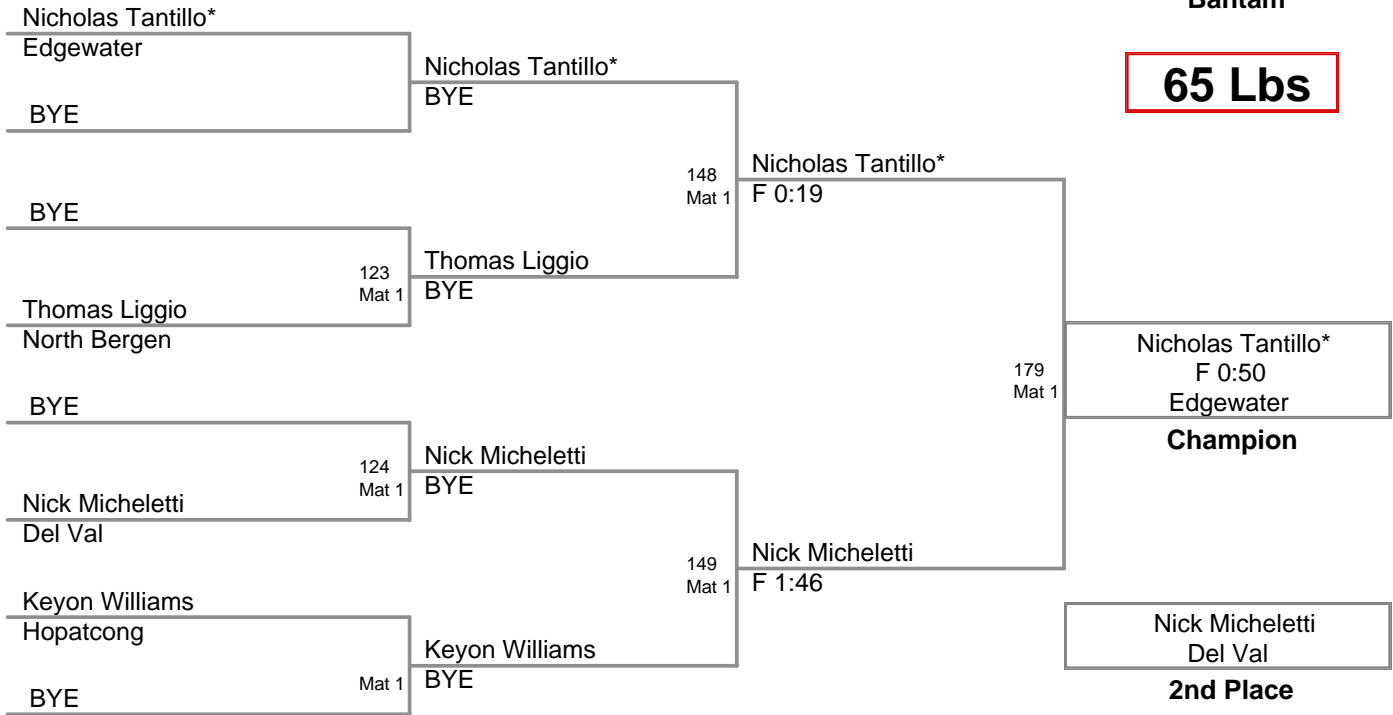 Bantam
65 Lbs
Nicholas Tantillo*
Edgewater
BYE
BYE
Thomas Liggio
North Bergen
BYE
Nick Micheletti
Del Val
Keyon Williams
Hopatcong
BYE
123
Mat 1
124
Mat 1
Mat 1
Nicholas Tantillo*
BYE
Thomas Liggio
BYE
Nick Micheletti
BYE
Keyon Williams
BYE
148
Mat 1
149
Mat 1
Nicholas Tantillo*
F 0:19
Nick Micheletti
F 1:46
179
Mat 1
Nicholas Tantillo*
F 0:50
Edgewater
Champion
Nick Micheletti
Del Val
2nd Place